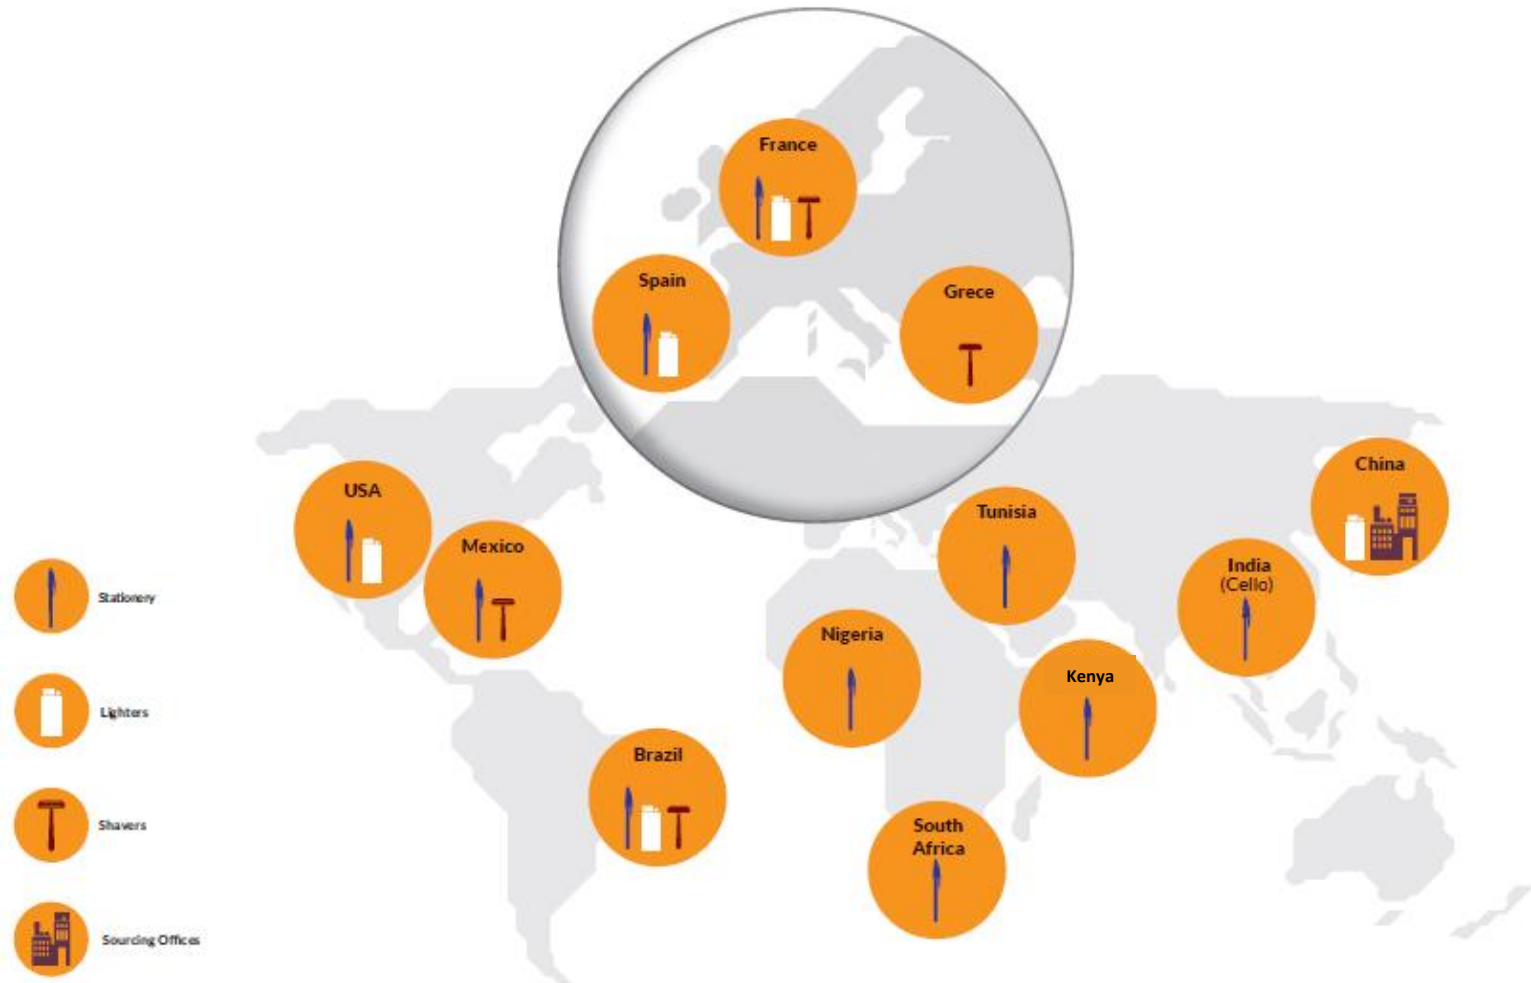 France
Spain
Grece
China
USA
Tunisia
Mexico
India
(Cello)
Stationery
Nigeria
Kenya
Lighters
Brazil
South
Africa
Shavers
Sourcing Offices